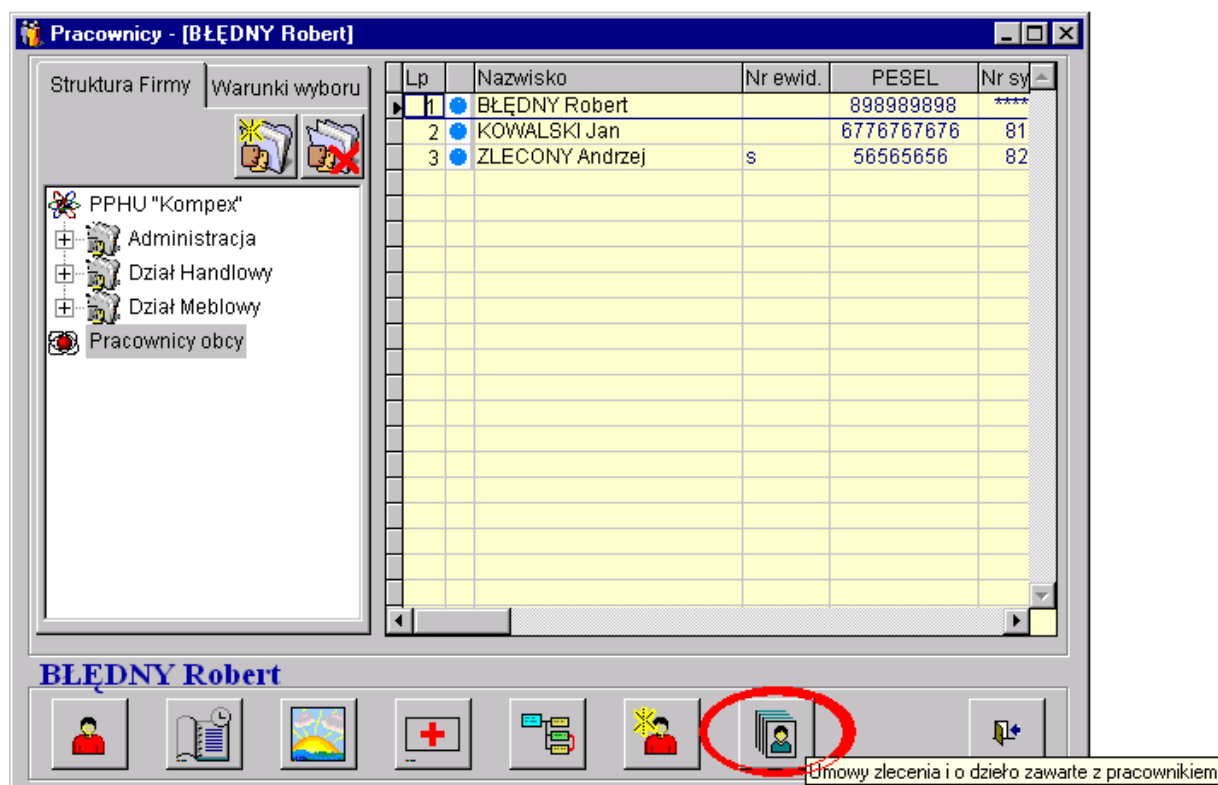 Pracownicy - [BŁĘDNY Robert]
Struktura Firmy Warunki wyboru
PPHU "Kompex"
Administracja
Dział Handlowy
Dział Meblowy
Pracownicy obcy
Lp Nazwisko Nr ewid. PESEL Nr sy
1 BŁĘDNY Robert 898989898 ****
2 KOWALSKI Jan 6776767676 81
3 ZLECONY Andrzej s 56565656 82
BŁĘDNY Robert
Umowy zlecenia i o dzieło zawarte z pracownikiem